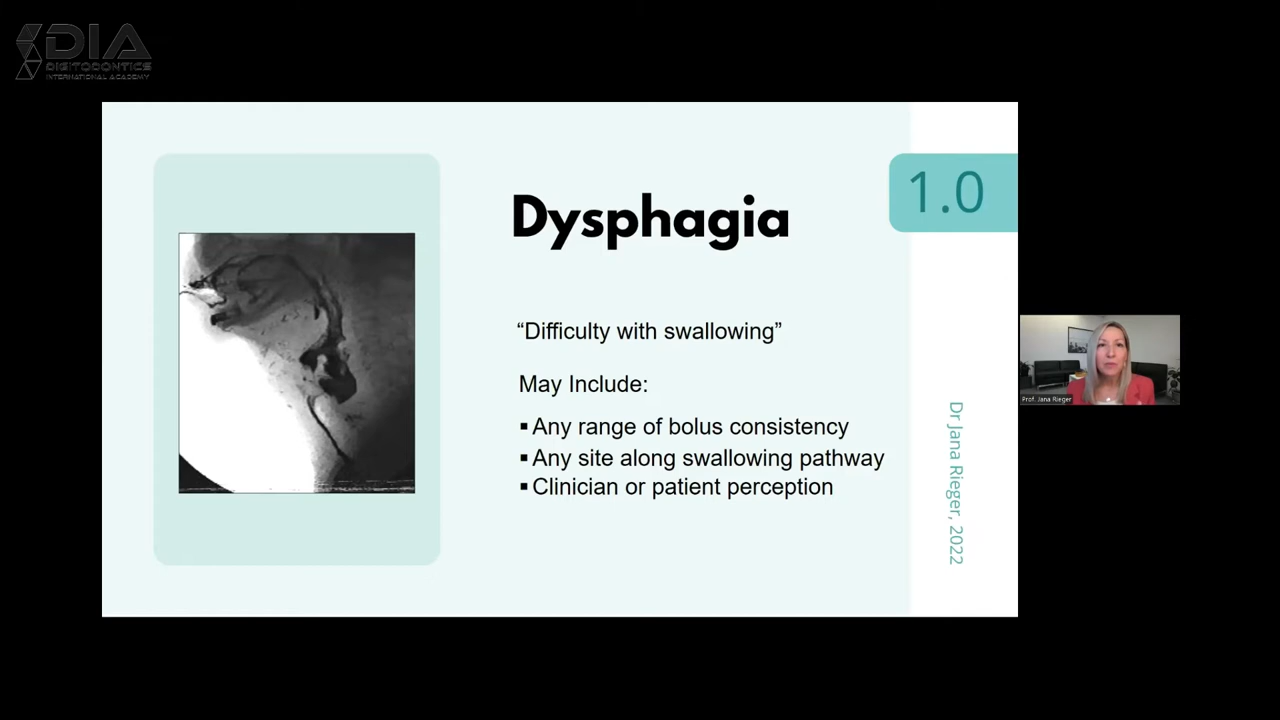 DIA
DIGITODONTICS
INTERNATIONAL ACADEMY
1.0
Dysphagia
“Difficulty with swallowing”
May Include:
▪ Any range of bolus consistency
▪ Any site along swallowing pathway
▪ Clinician or patient perception
Dr Jana Rieger, 2022
Prof. Jana Rieger